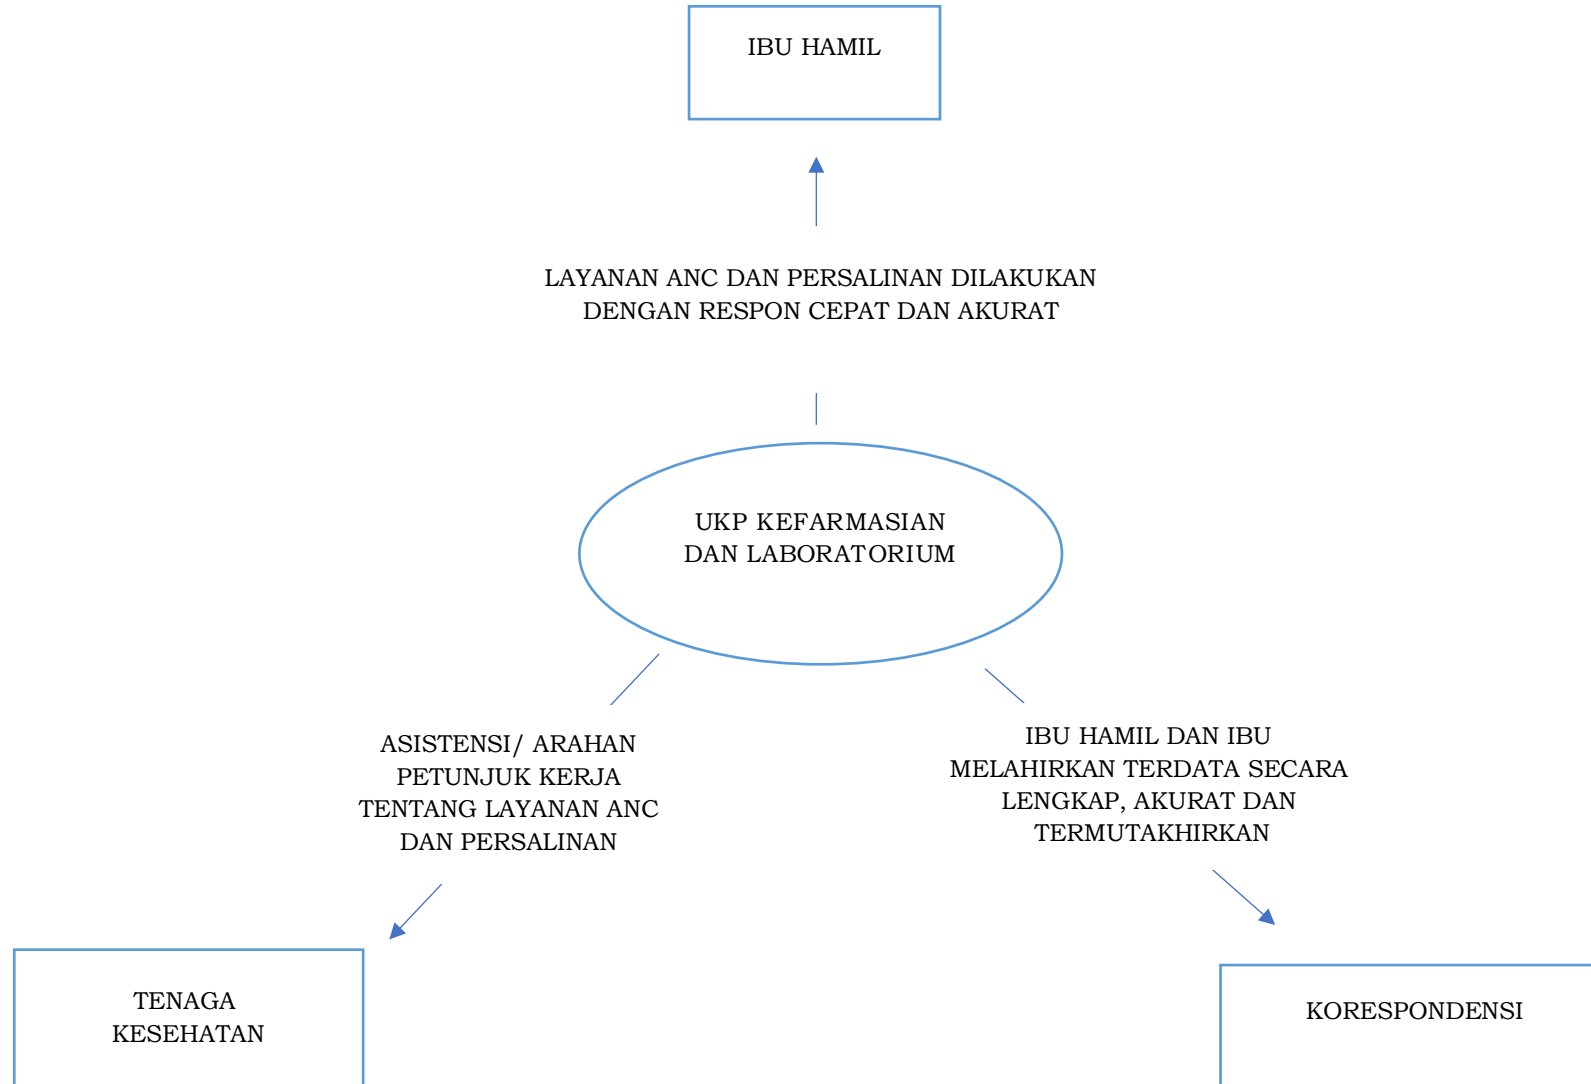 IBU HAMIL
LAYANAN ANC DAN PERSALINAN DILAKUKAN
DENGAN RESPON CEPAT DAN AKURAT
UKP KEFARMASIAN
DAN LABORATORIUM
ASISTENSI/ ARAHAN
PETUNJUK KERJA
TENTANG LAYANAN ANC
DAN PERSALINAN
IBU HAMIL DAN IBU
MELAHIRKAN TERDATA SECARA
LENGKAP, AKURAT DAN
TERMUTAKHIRKAN
TENAGA
KESEHATAN
KORESPONDENSI